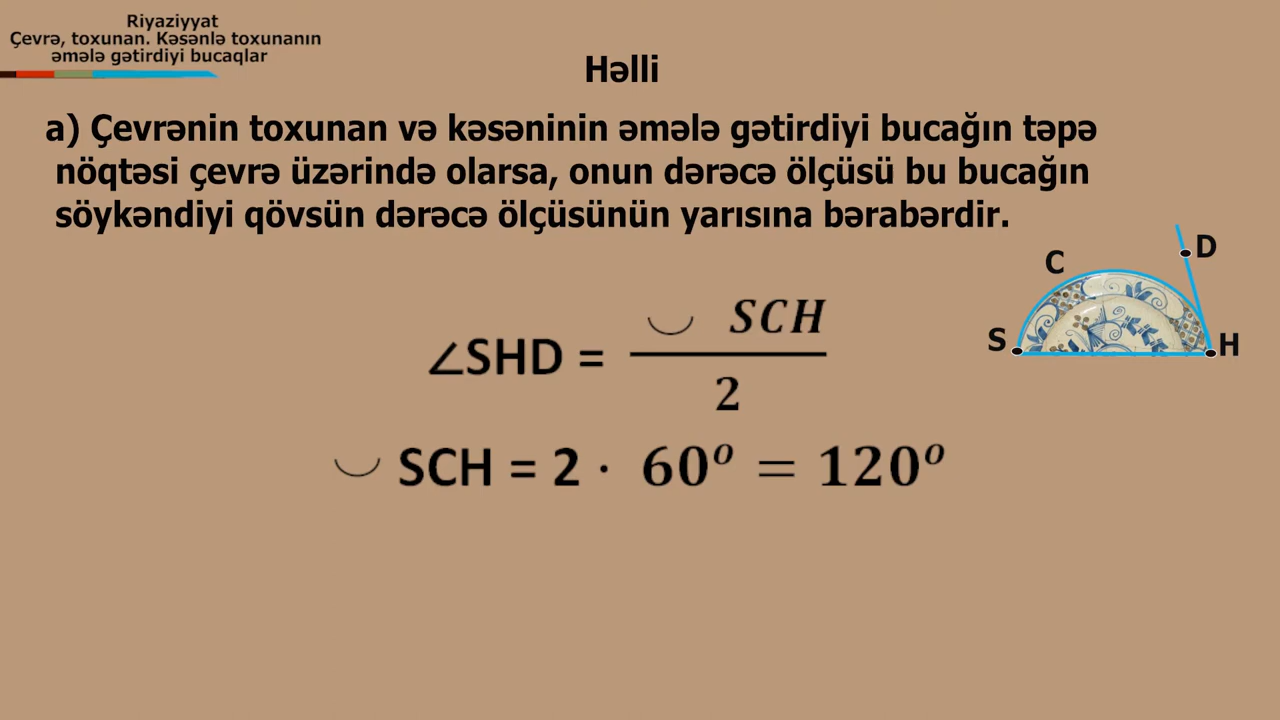 Riyaziyyat
Çevrə, toxunan. Kəsənlə toxunanın
əmələ gətirdiyi bucaqlar
Həlli
a) Çevrənin toxunan və kəsəninin əmələ gətirdiyi bucağın təpə
nöqtəsi çevrə üzərində olarsa, onun dərəcə ölçüsü bu bucağın
söykəndiyi qövsün dərəcə ölçüsünün yarısına bərabərdir.
D
C
S
H
∠SHD = ◡ SCH / 2
◡ SCH = 2 · 60° = 120°